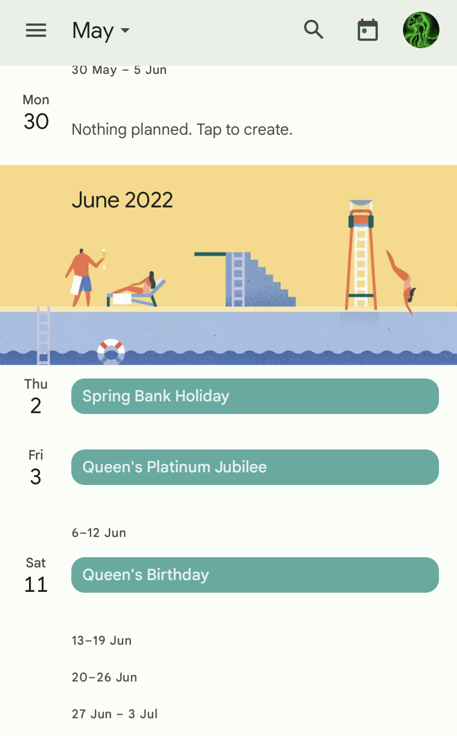 May
30 May – 5 Jun
Mon
30
Nothing planned. Tap to create.
June 2022
Thu
2
Spring Bank Holiday
Fri
3
Queen's Platinum Jubilee
6–12 Jun
Sat
11
Queen's Birthday
13–19 Jun
20–26 Jun
27 Jun – 3 Jul